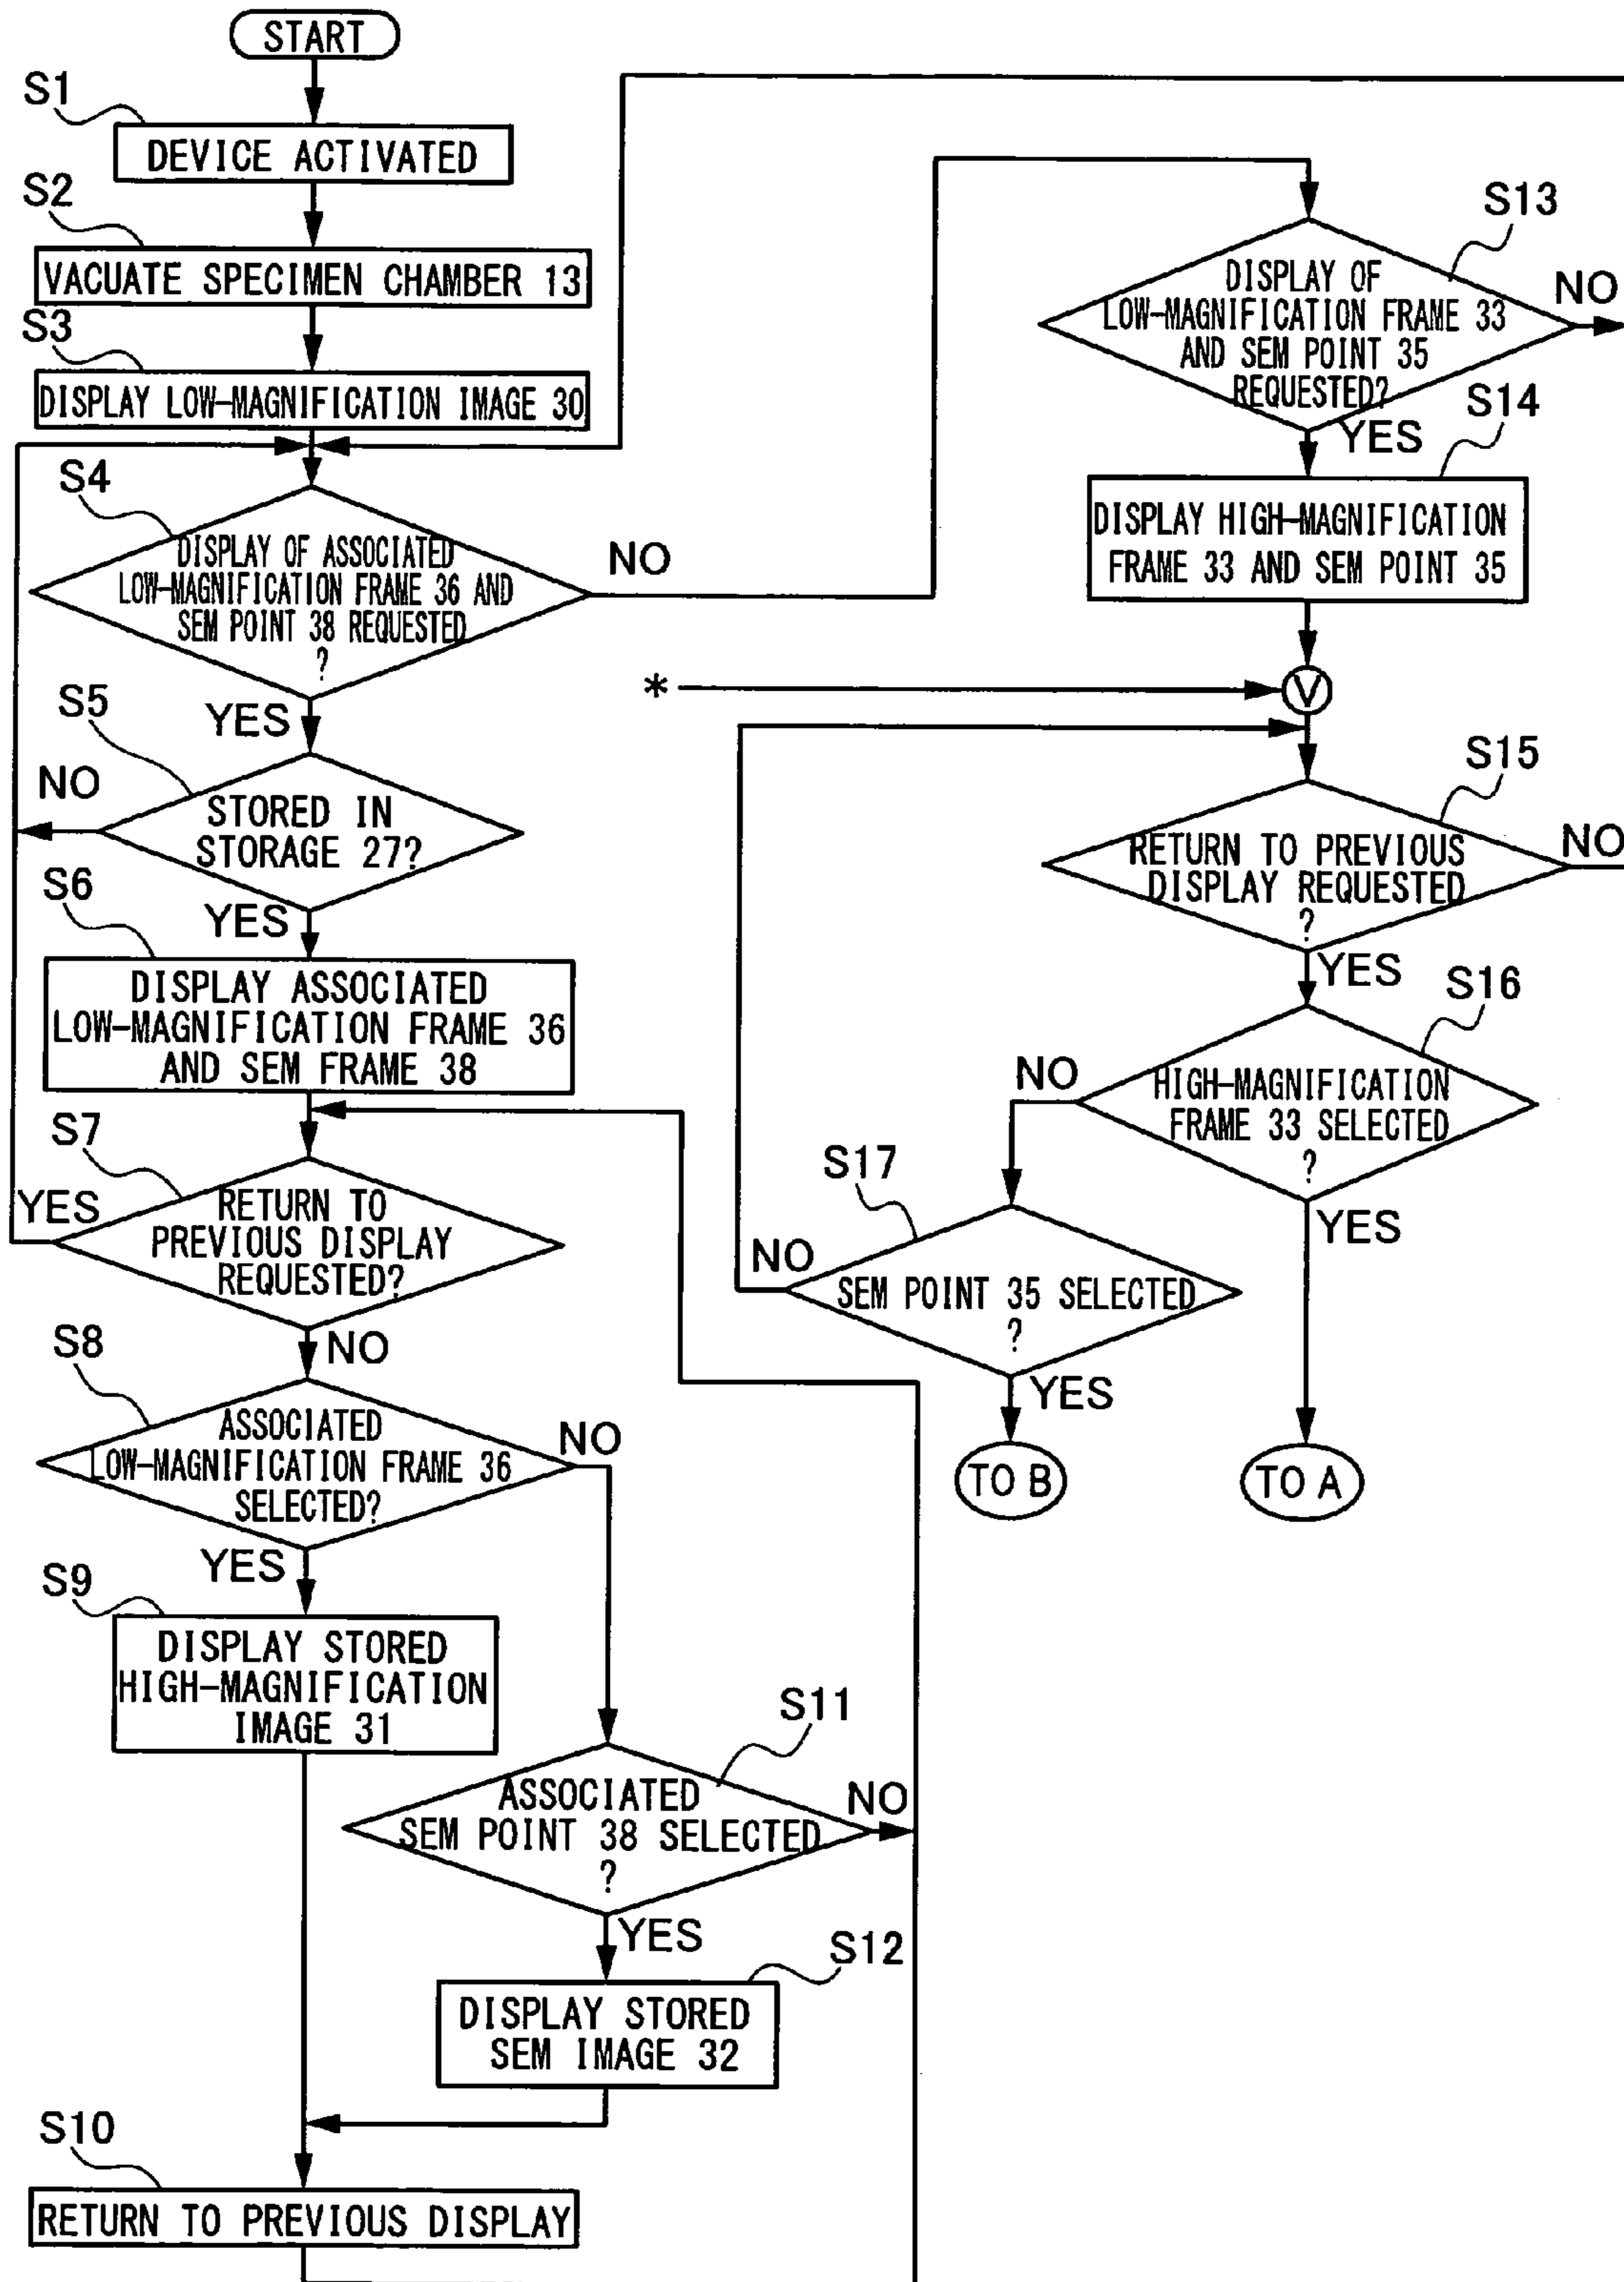 START
S1
DEVICE ACTIVATED
S2
VACUATE SPECIMEN CHAMBER 13
S3
DISPLAY LOW-MAGNIFICATION IMAGE 30
S4
DISPLAY OF ASSOCIATED
LOW-MAGNIFICATION FRAME 36 AND
SEM POINT 38 REQUESTED
?
NO
YES
S5
STORED IN
STORAGE 27?
NO
YES
S6
DISPLAY ASSOCIATED
LOW-MAGNIFICATION FRAME 36
AND SEM FRAME 38
S7
RETURN TO
PREVIOUS DISPLAY
REQUESTED?
YES
NO
S8
ASSOCIATED
LOW-MAGNIFICATION FRAME 36
SELECTED?
NO
YES
S9
DISPLAY STORED
HIGH-MAGNIFICATION
IMAGE 31
S11
ASSOCIATED
SEM POINT 38 SELECTED
?
NO
YES
S12
DISPLAY STORED
SEM IMAGE 32
S10
RETURN TO PREVIOUS DISPLAY
S13
DISPLAY OF
LOW-MAGNIFICATION FRAME 33
AND SEM POINT 35
REQUESTED?
NO
YES
S14
DISPLAY HIGH-MAGNIFICATION
FRAME 33 AND SEM POINT 35
*
V
S15
RETURN TO PREVIOUS
DISPLAY REQUESTED
?
NO
YES
S16
HIGH-MAGNIFICATION
FRAME 33 SELECTED
?
NO
YES
S17
SEM POINT 35 SELECTED
?
NO
YES
TO B
TO A